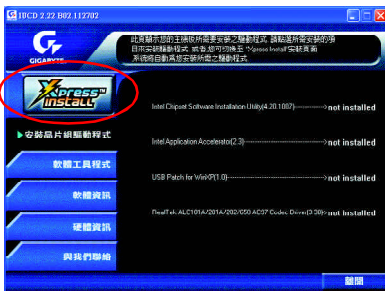 IUCD 2.22 B02.112702
GIGABYTE
此頁顯示您的主機板所需要安裝之驅動程式 請點選所需安裝的項
目來安裝驅動程式 或者,您可切換至 "Xpress Install"安裝頁面
系統將自動為您安裝所需之驅動程式
Xpress™
Install
Intel Chipset Software Installation Utility(4.20.1007)-------------->not installed
安裝晶片組驅動程式
Intel Application Accelerator(2.3)-------------------->not installed
軟體工具程式
USB Patch for WinXP(1.0)-------------------->not installed
軟體資訊
RealTek ALC101A/201A/202/650 AC97 Codec Driver(3.30)-->not installed
硬體資訊
與我們聯絡
離開